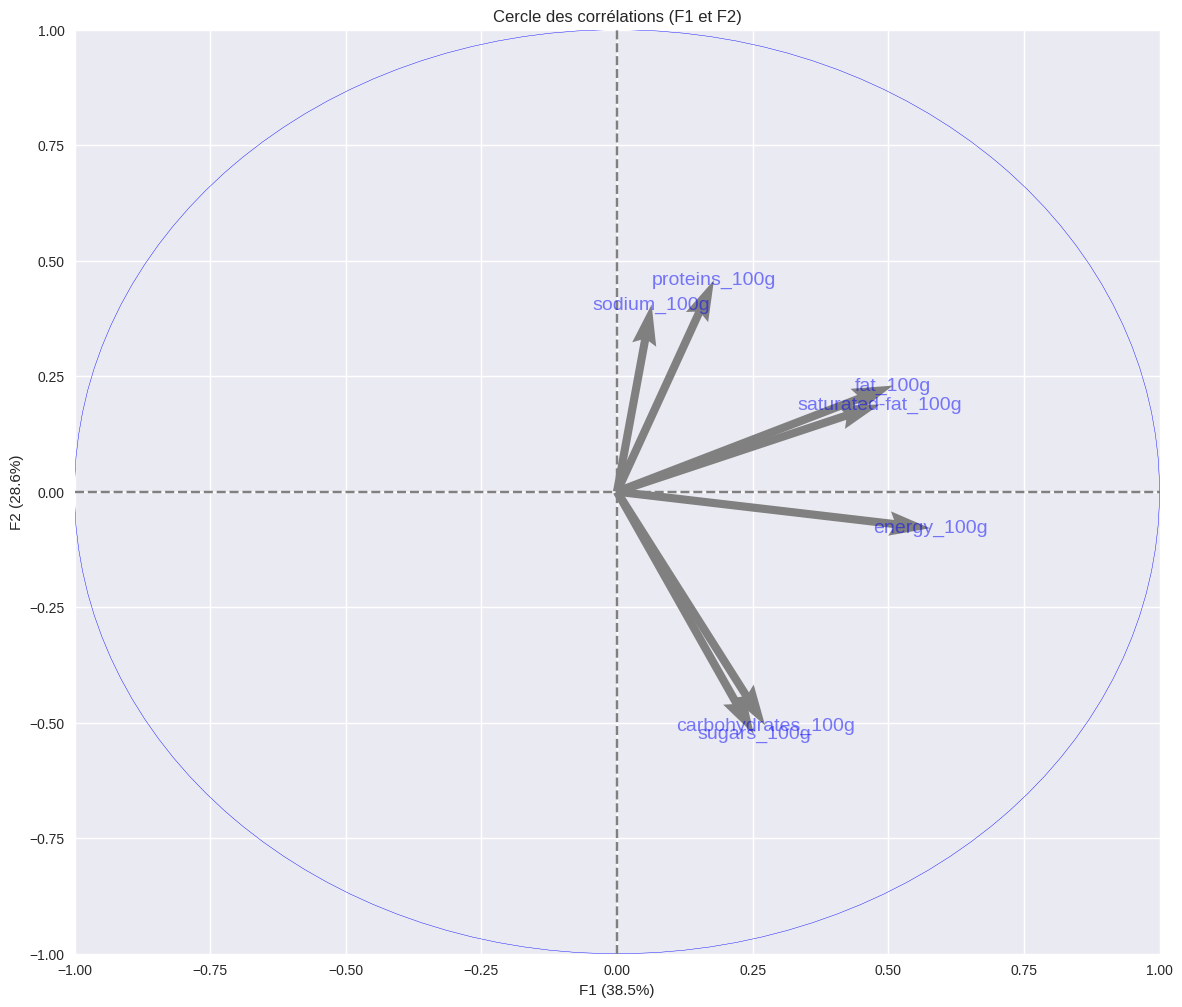 Cercle des corrélations (F1 et F2)
1.00
0.75
0.50
proteins_100g
sodium_100g
0.25
fat_100g
saturated-fat_100g
0.00
energy_100g
−0.25
−0.50
carbohydrates_100g
sugars_100g
−0.75
−1.00
F2 (28.6%)
−1.00 −0.75 −0.50 −0.25 0.00 0.25 0.50 0.75 1.00
F1 (38.5%)